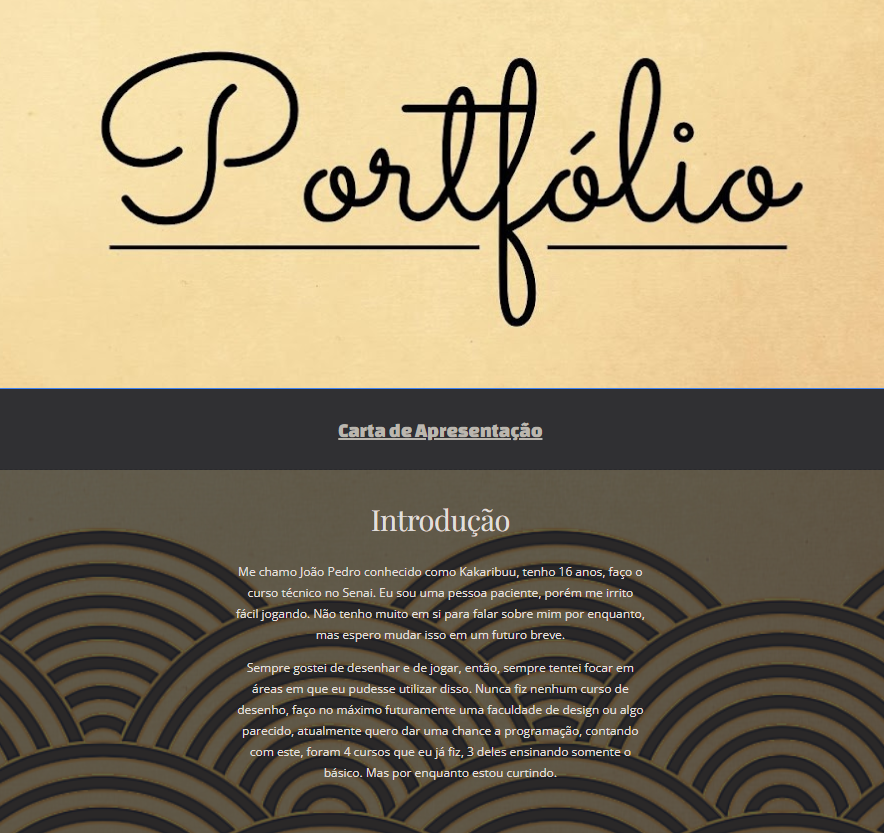 Portfólio
Carta de Apresentação
Introdução
Me chamo João Pedro conhecido como Kakaribuu, tenho 16 anos, faço o
curso técnico no Senai. Eu sou uma pessoa paciente, porém me irrito
fácil jogando. Não tenho muito em si para falar sobre mim por enquanto,
mas espero mudar isso em um futuro breve.
Sempre gostei de desenhar e de jogar, então, sempre tentei focar em
áreas em que eu pudesse utilizar disso. Nunca fiz nenhum curso de
desenho, faço no máximo futuramente uma faculdade de design ou algo
parecido, atualmente quero dar uma chance a programação, contando
com este, foram 4 cursos que eu já fiz, 3 deles ensinando somente o
básico. Mas por enquanto estou curtindo.